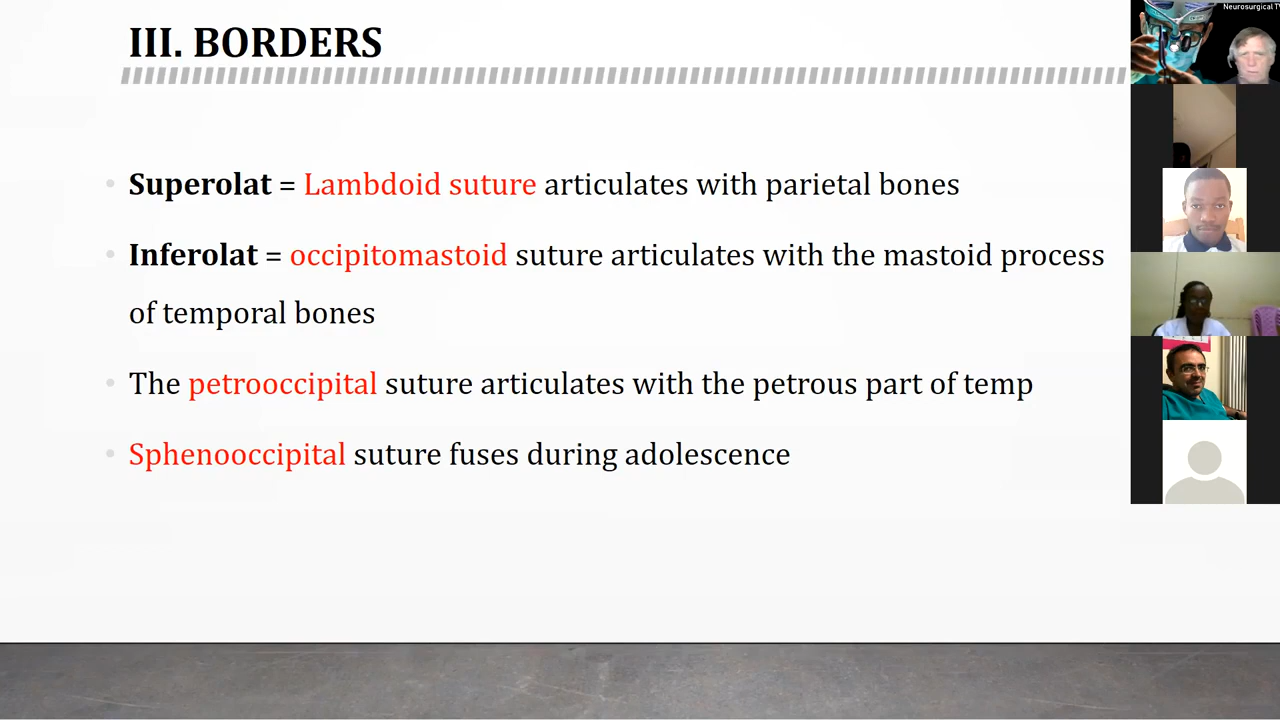 III. BORDERS
Neurosurgical
Superolat = Lambdoid suture articulates with parietal bones
Inferolat = occipitomastoid suture articulates with the mastoid process
of temporal bones
The petrooccipital suture articulates with the petrous part of temp
Sphenooccipital suture fuses during adolescence